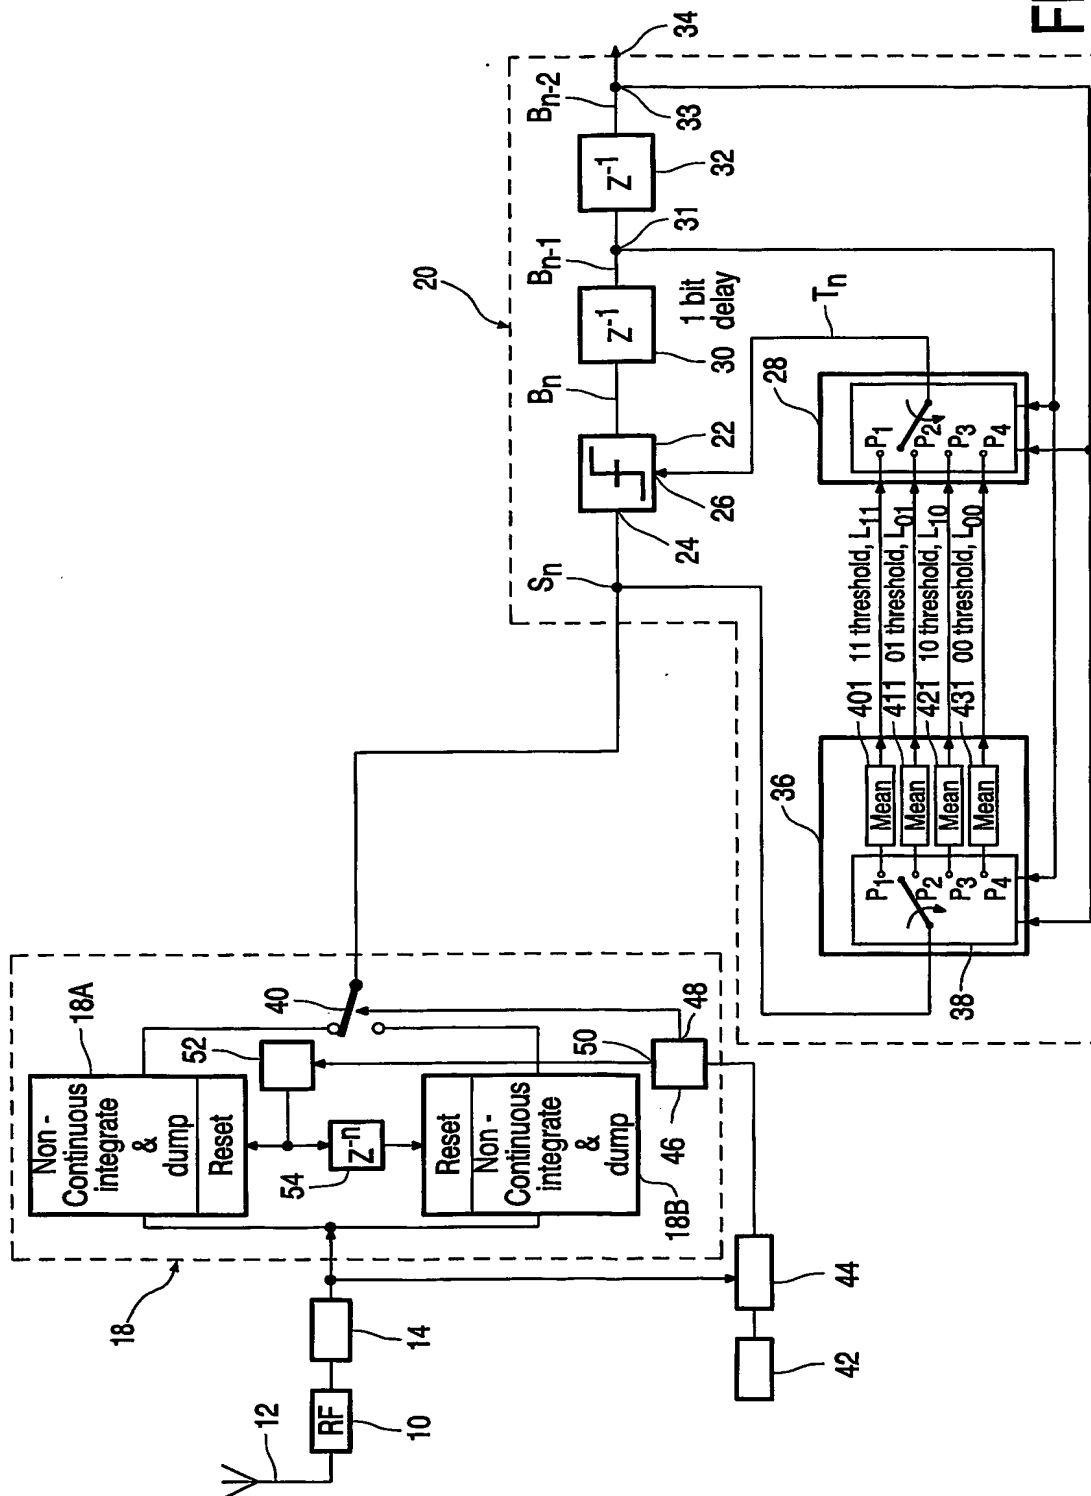 FI
12
RF
10
14
18
18A
Non -
Continuous
integrate
&
dump
Reset
52
54
Z-n
Reset
Non -
Continuous
integrate
&
dump
18B
40
50
48
46
42
44
20
Sn
24
26
22
Bn
Z-1
30
1 bit
delay
Bn-1
31
Z-1
32
Bn-2
33
34
Tn
36
38
P1
P2
P3
P4
Mean
Mean
Mean
Mean
401
411
421
431
11 threshold, L11
01 threshold, L01
10 threshold, L10
00 threshold, L00
28
P1
P2
P3
P4